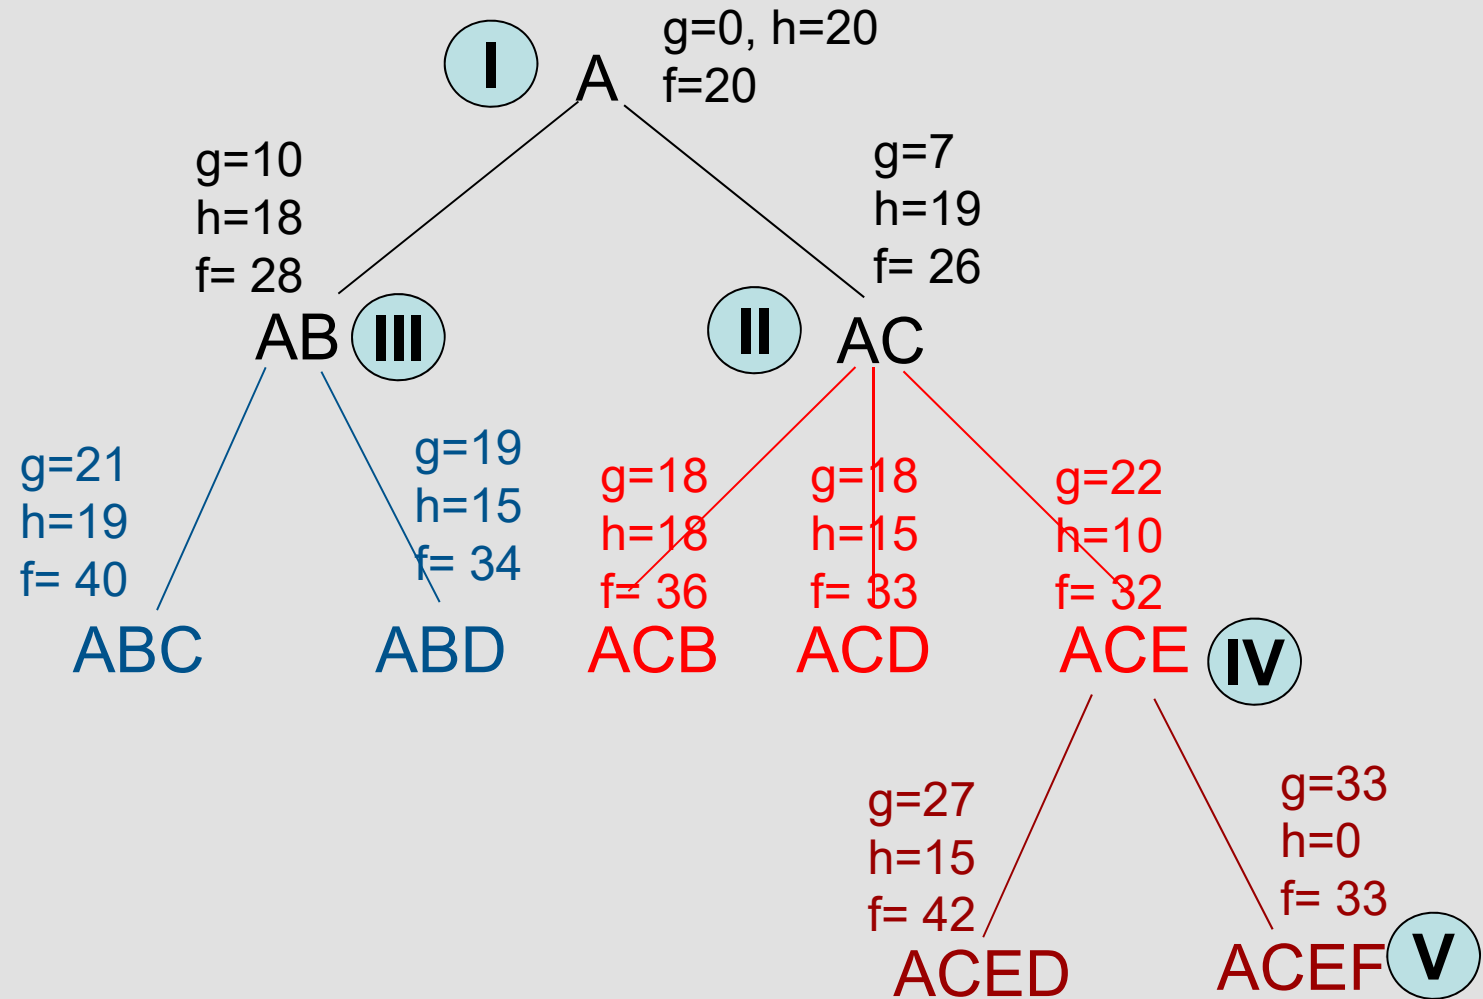 I
A
g=0, h=20
f=20
g=10
h=18
f= 28
AB
III
g=7
h=19
f= 26
II
AC
g=21
h=19
f= 40
ABC
g=19
h=15
f= 34
ABD
g=18
h=18
f= 36
ACB
g=18
h=15
f= 33
ACD
g=22
h=10
f= 32
ACE
IV
g=27
h=15
f= 42
ACED
g=33
h=0
f= 33
ACEF
V